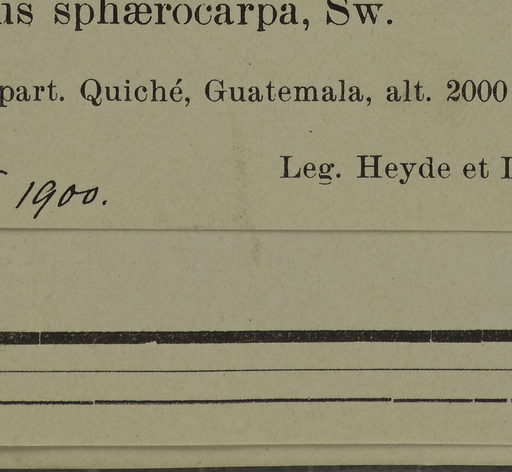 us sphærocarpa, Sw.
part. Quiché, Guatemala, alt. 2000
Leg. Heyde et
1900.